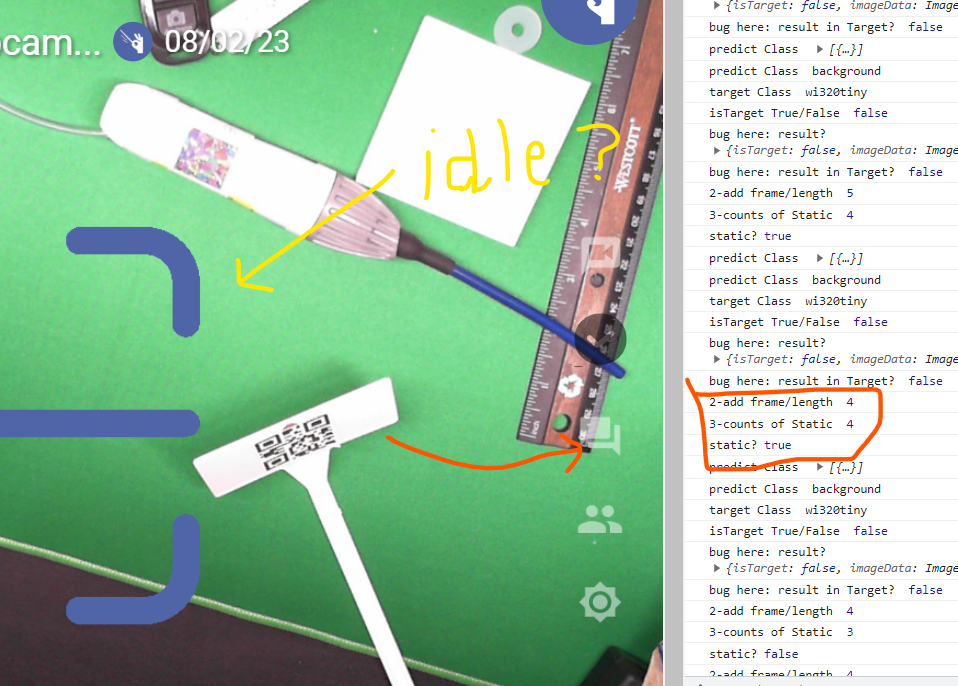 ocam... 08/02/23
idle ?
WESTCOTT
inch
{isTarget: false, imageData: Image
bug here: result in Target? false
predict Class [{…}]
predict Class background
target Class wi320tiny
isTarget True/False false
bug here: result?
{isTarget: false, imageData: Image
bug here: result in Target? false
2-add frame/length 5
3-counts of Static 4
static? true
predict Class [{…}]
predict Class background
target Class wi320tiny
isTarget True/False false
bug here: result?
{isTarget: false, imageData: Image
bug here: result in Target? false
2-add frame/length 4
3-counts of Static 4
static? true
predict Class [{…}]
predict Class background
target Class wi320tiny
isTarget True/False false
bug here: result?
{isTarget: false, imageData: Image
bug here: result in Target? false
2-add frame/length 4
3-counts of Static 3
static? false
2-add frame/length 4